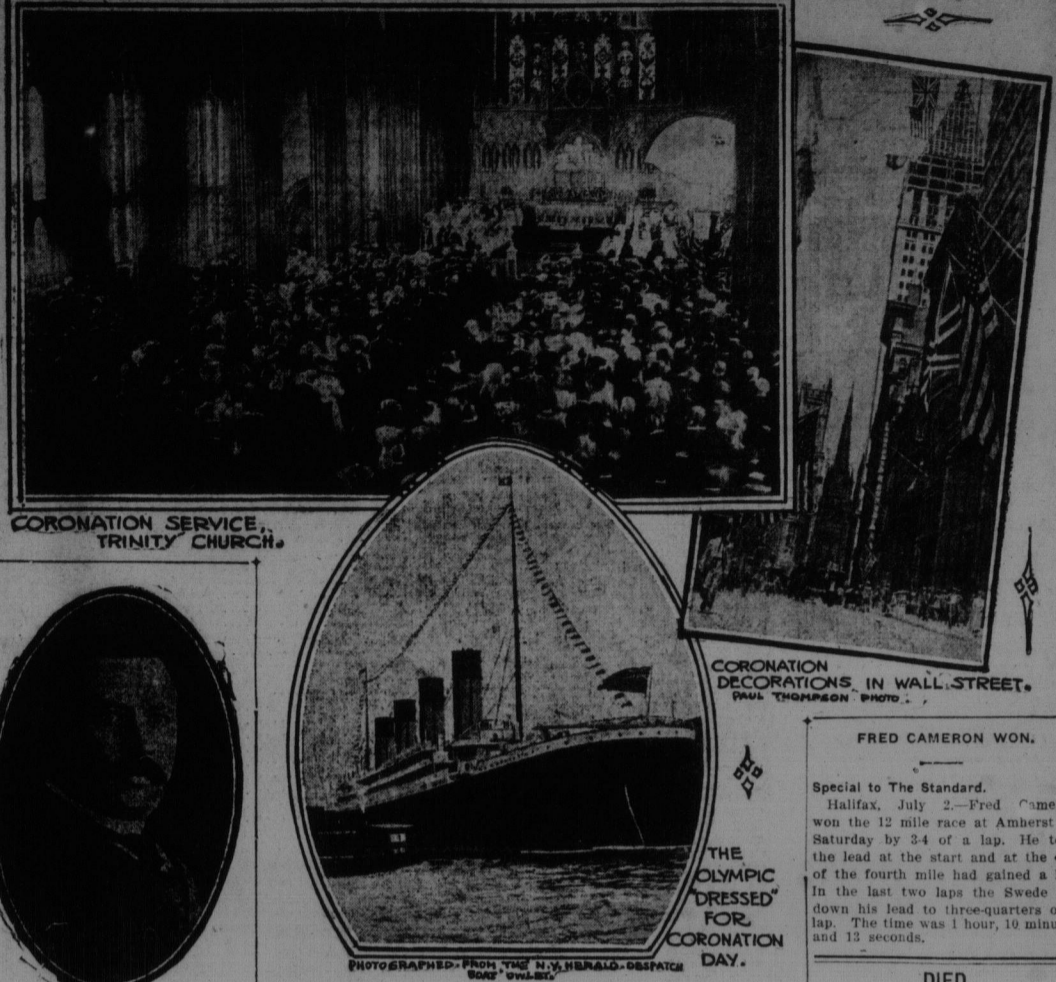 CORONATION SERVICE,
TRINITY CHURCH.
CORONATION
DECORATIONS IN WALL STREET.
PAUL THOMPSON PHOTO.
THE
OLYMPIC
"DRESSED"
FOR
CORONATION
DAY.
PHOTOGRAPHED FROM THE N.Y. HERALD DESPATCH
BOAT OWLET.
FRED CAMERON WON.
Special to The Standard.
Halifax, July 2.—Fred Came
won the 12 mile race at Amherst
Saturday by 3-4 of a lap. He t
the lead at the start and at the
of the fourth mile had gained a
In the last two laps the Swede
down his lead to three-quarters o
lap. The time was 1 hour, 10 minu
and 13 seconds.
DIED